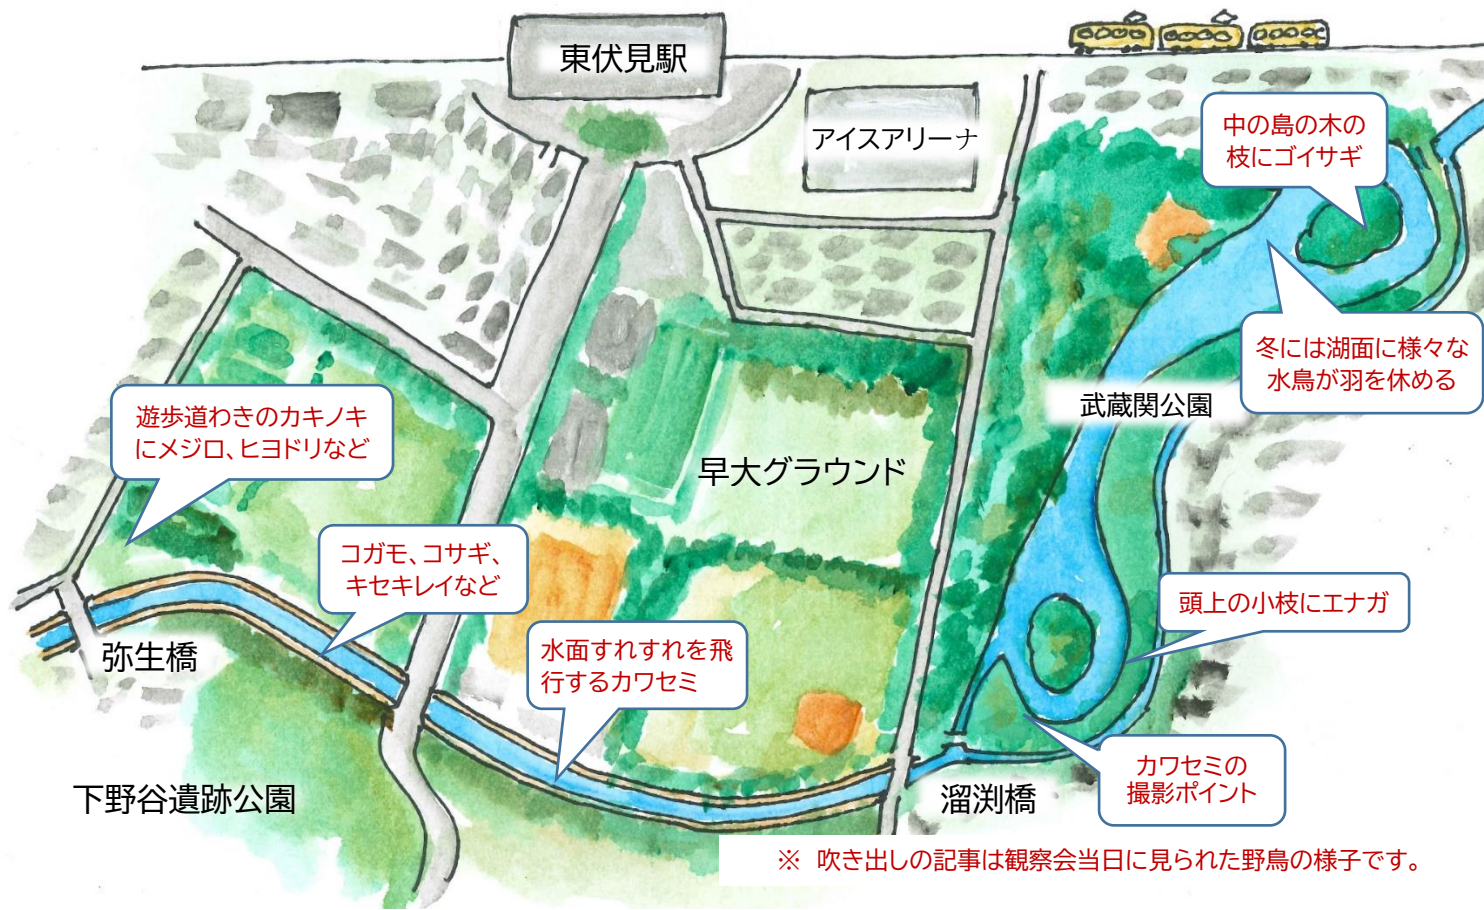 東伏見駅
アイスアリーナ
中の島の木の
枝にゴイサギ
冬には湖面に様々な
水鳥が羽を休める
武蔵関公園
遊歩道わきのカキノキ
にメジロ、ヒヨドリなど
早大グラウンド
コガモ、コサギ、
キセキレイなど
頭上の小枝にエナガ
弥生橋
水面すれすれを飛
行するカワセミ
カワセミの
撮影ポイント
下野谷遺跡公園
溜渕橋
※ 吹き出しの記事は観察会当日に見られた野鳥の様子です。